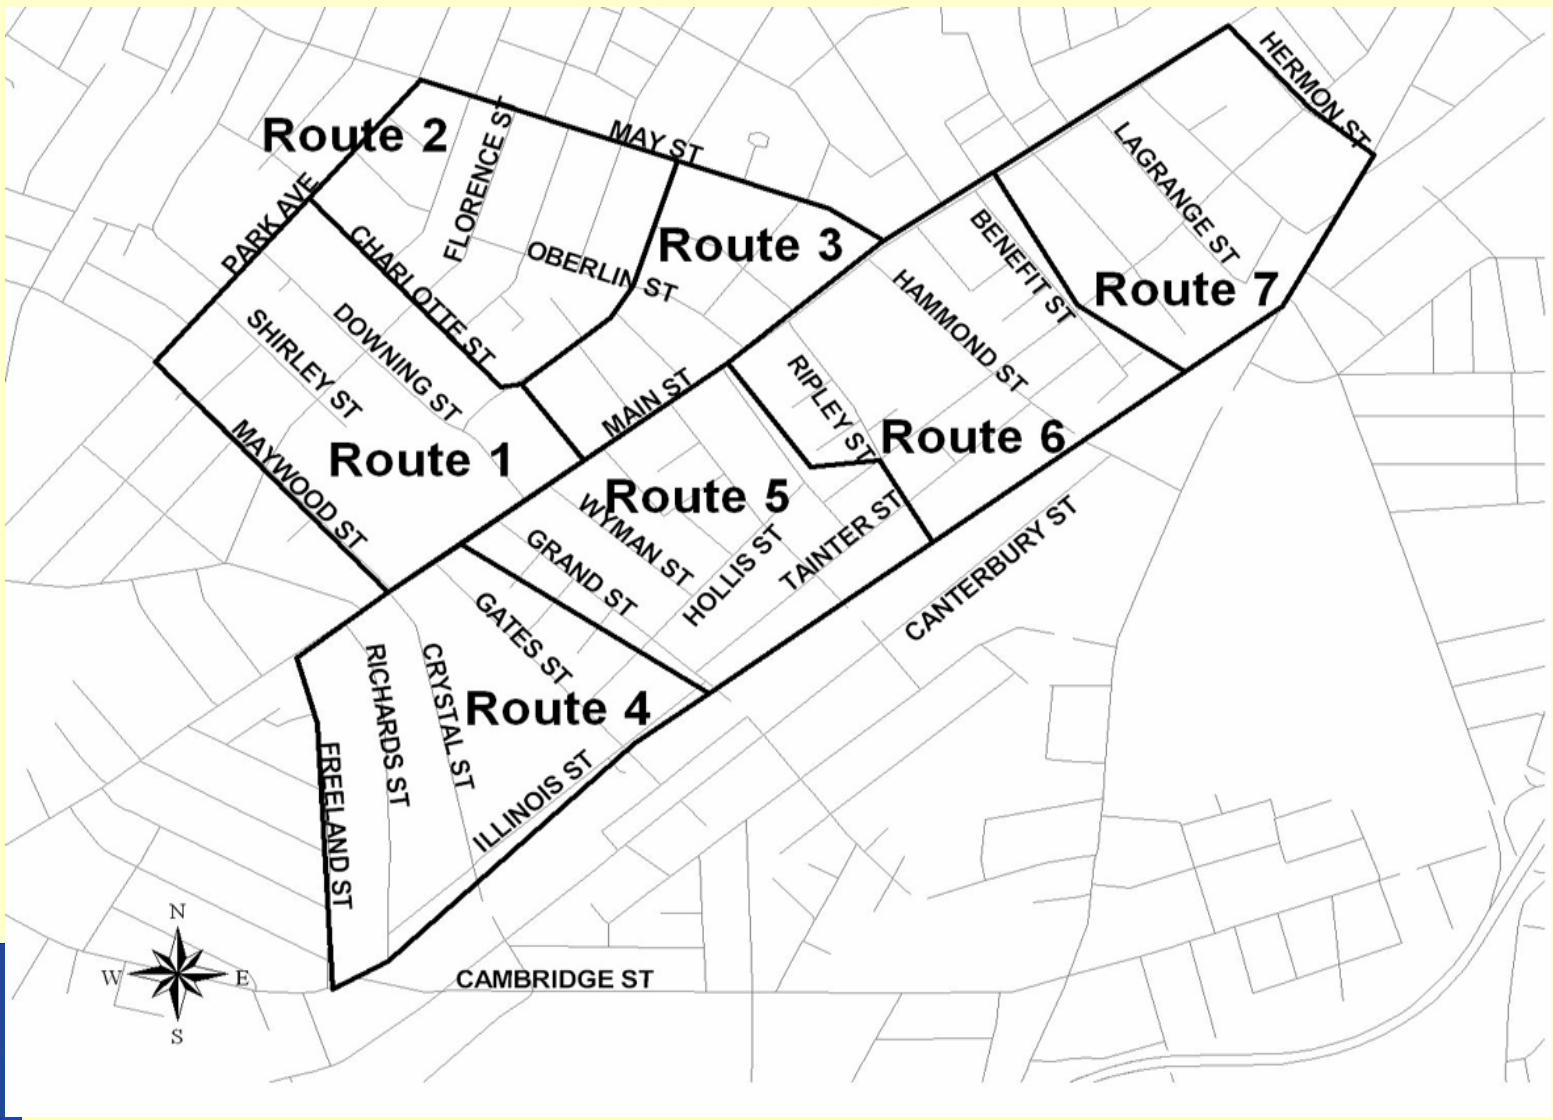 HERMON ST
Route 2
FLORENCE ST
MAY ST
LAGRANGE ST
PARK AVE
CHARLOTTE ST
OBERLIN ST
Route 3
BENEFIT ST
Route 7
HAMMOND ST
SHIRLEY ST
DOWNING ST
MAIN ST
RIPLEY ST
Route 6
MAYWOOD ST
Route 1
Route 5
WYMAN ST
GRAND ST
HOLLIS ST
TAINTER ST
CANTERBURY ST
GATES ST
RICHARDS ST
CRYSTAL ST
Route 4
FREELAND ST
ILLINOIS ST
N
W
E
S
CAMBRIDGE ST